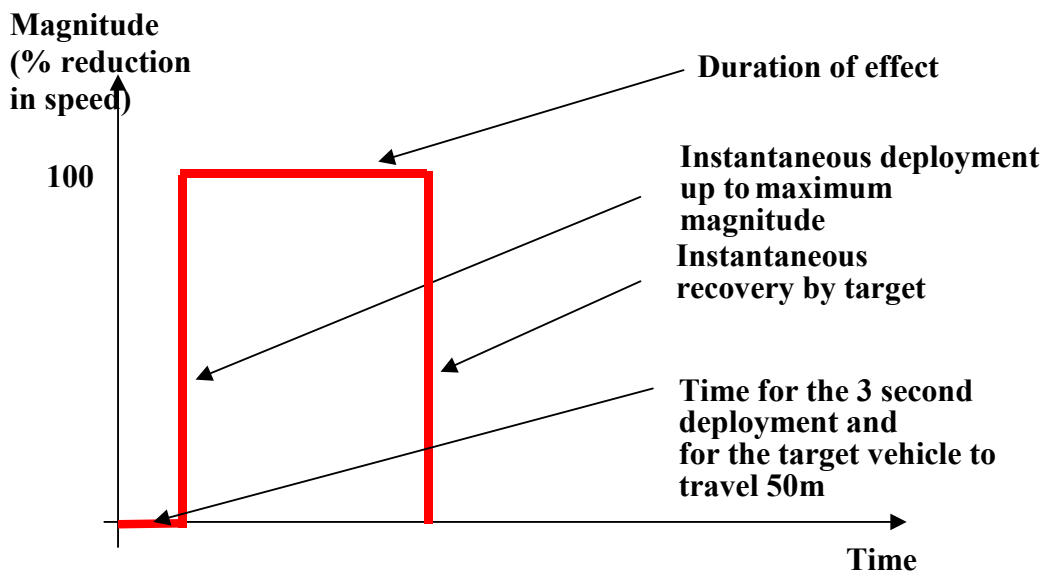 Magnitude
(% reduction
in speed)
Duration of effect
100
Instantaneous deployment
up to maximum
magnitude
Instantaneous
recovery by target
Time for the 3 second
deployment and
for the target vehicle to
travel 50m
Time